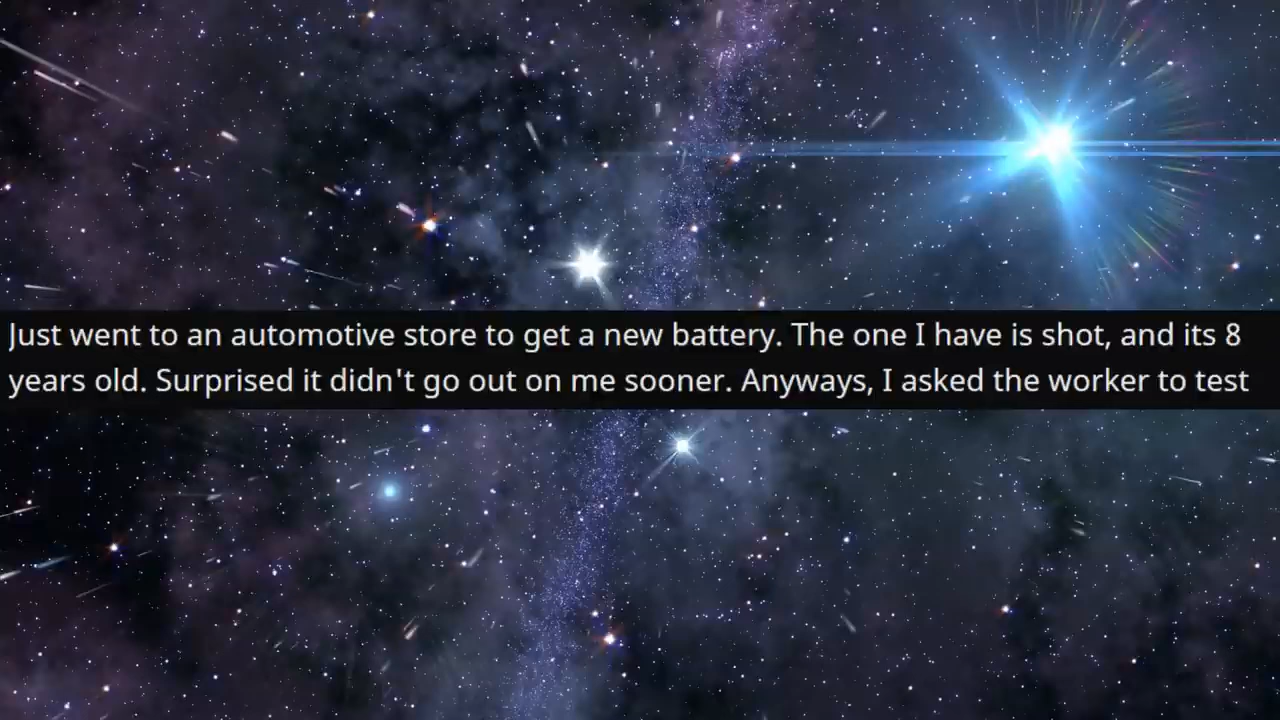 Just went to an automotive store to get a new battery. The one I have is shot, and its 8
years old. Surprised it didn't go out on me sooner. Anyways, I asked the worker to test